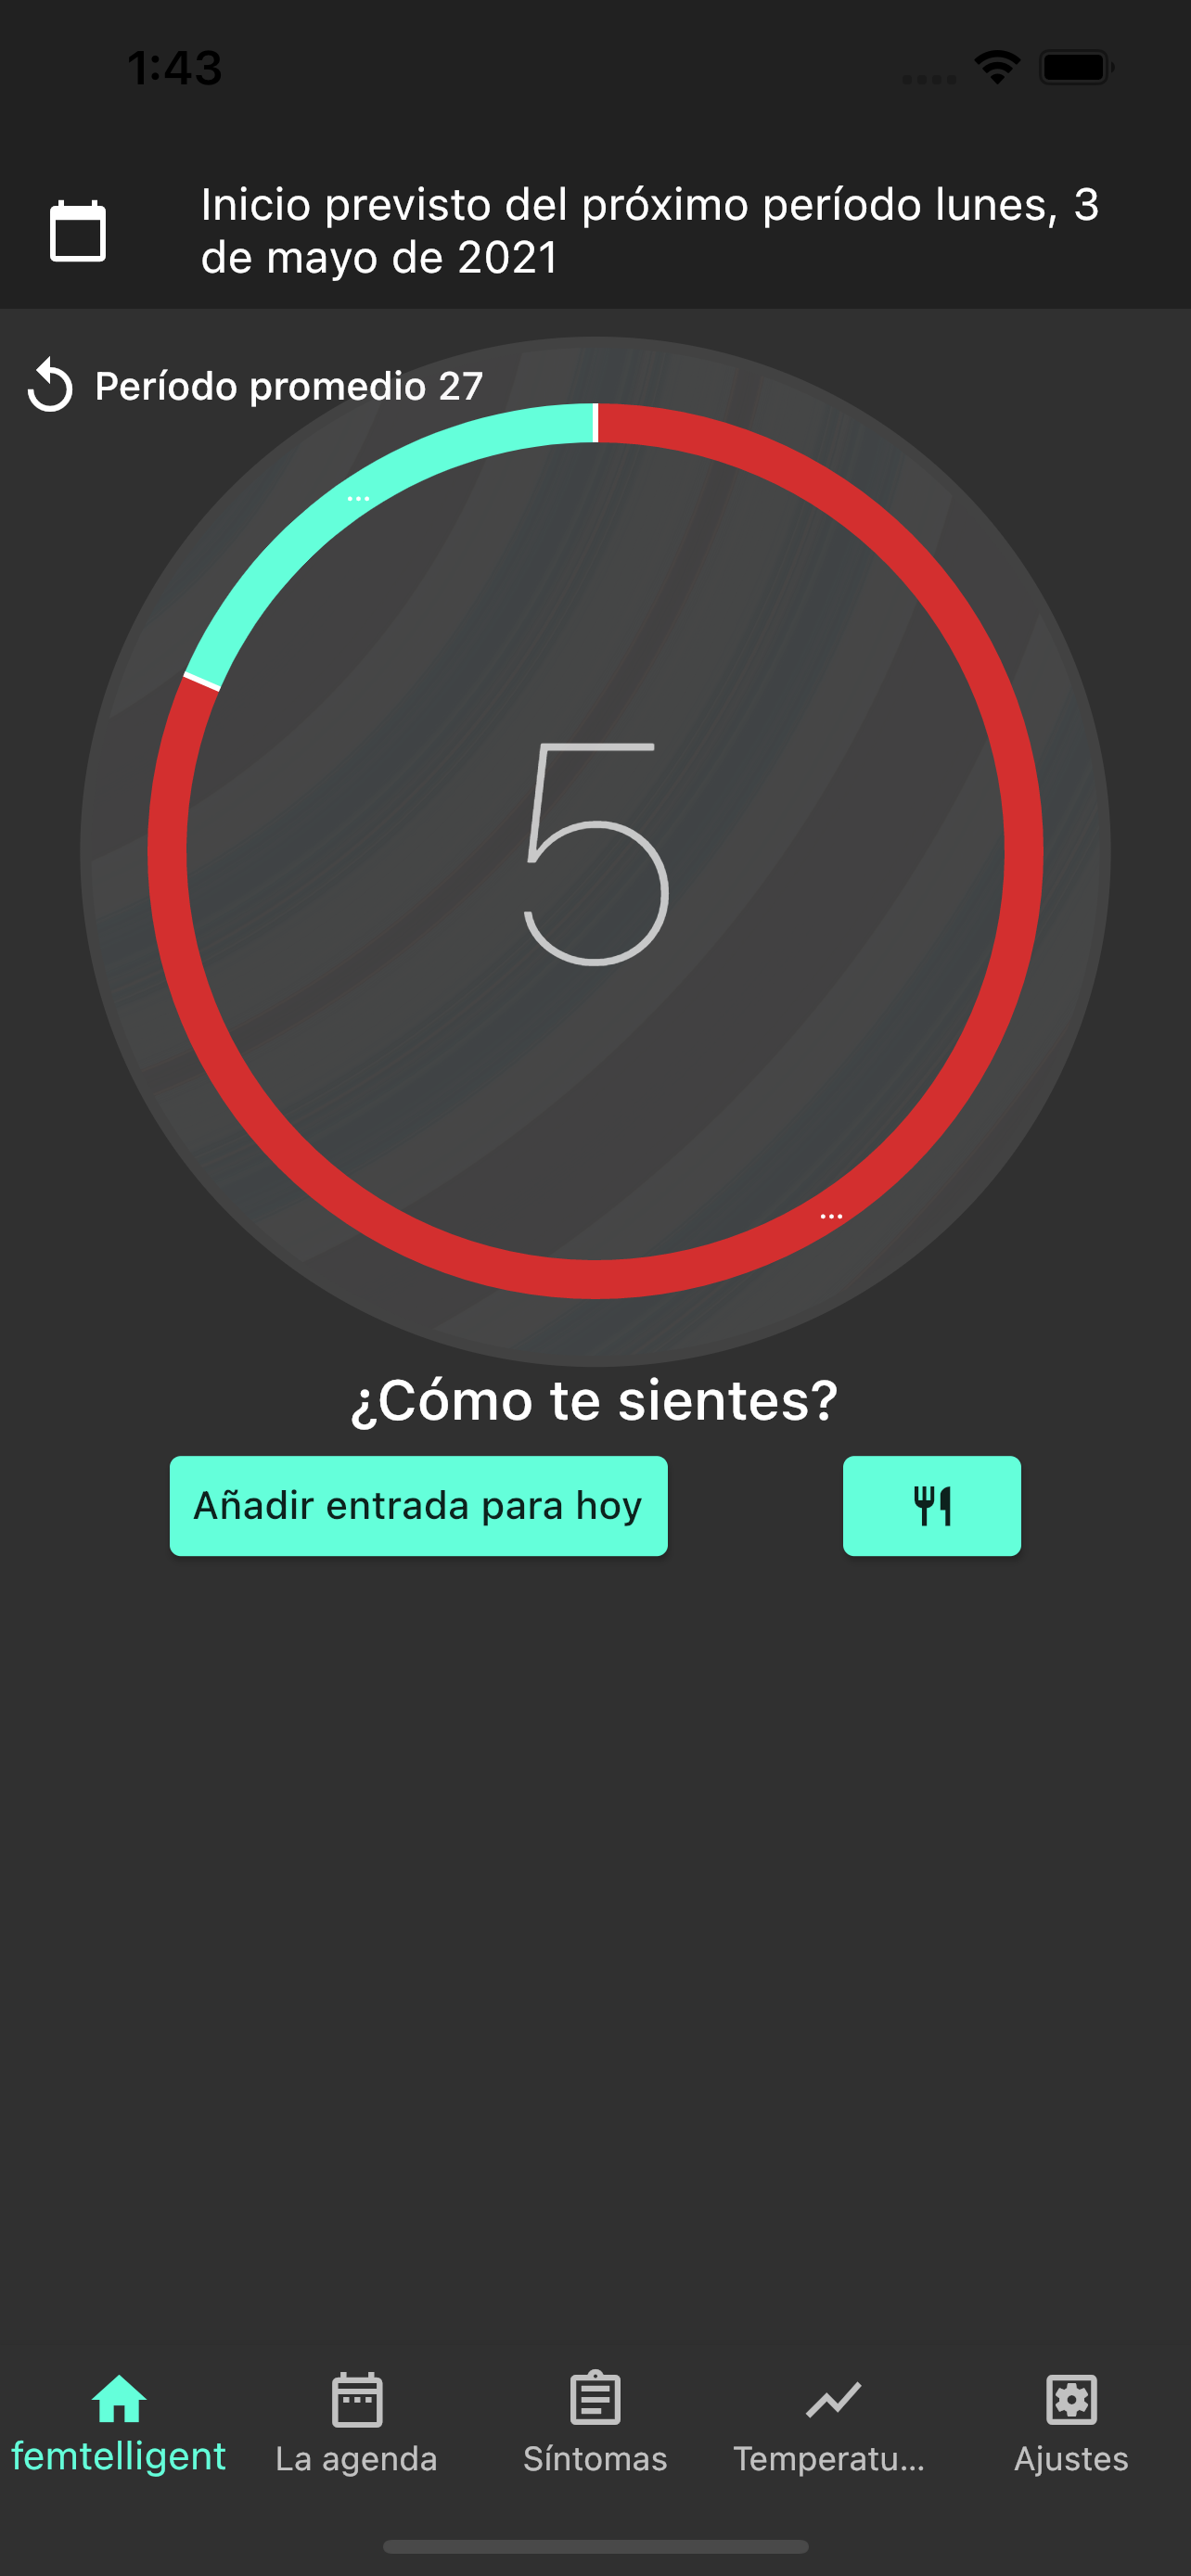 1:43
Inicio previsto del próximo período lunes, 3
de mayo de 2021
Período promedio 27
...
5
...
¿Cómo te sientes?
Añadir entrada para hoy
femtelligent
La agenda
Síntomas
Temperatu...
Ajustes